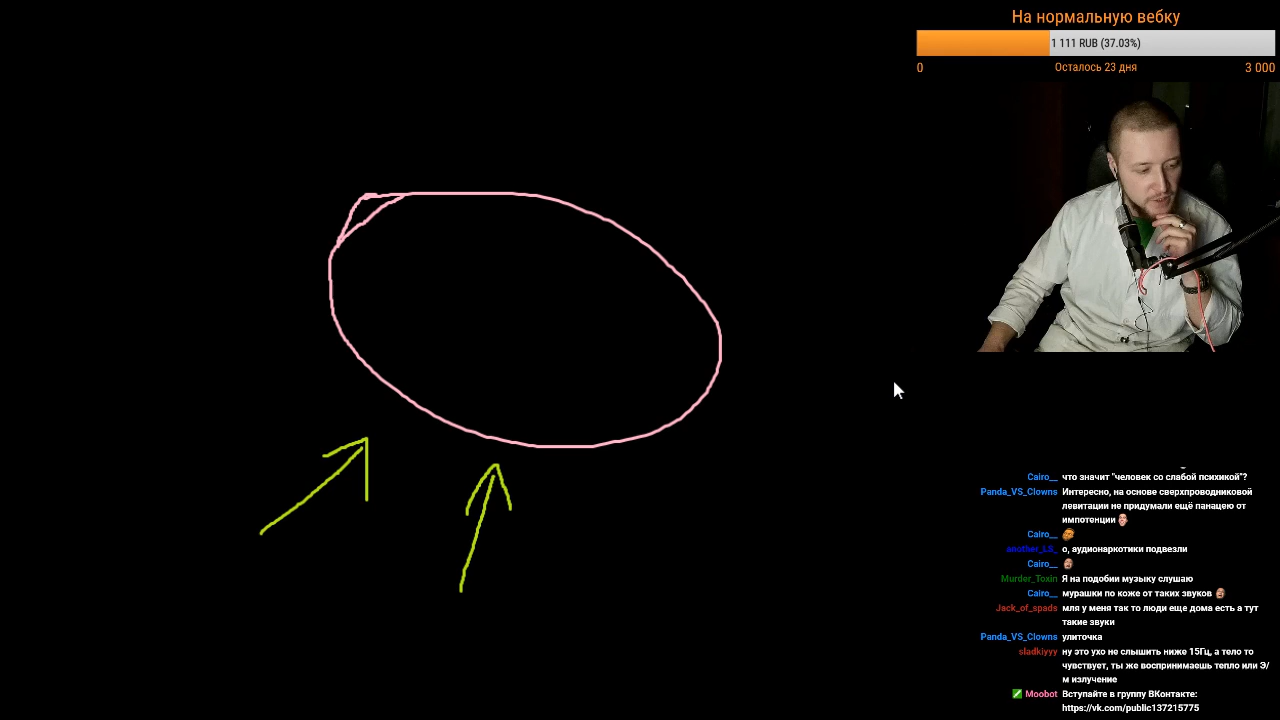 На нормальную вебку
1 111 RUB (37.03%)
0 Осталось 23 дня 3 000
Cairo__ что значит "человек со слабой психикой"?
Panda_VS_Clowns Интересно, на основе сверхпроводниковой
левитации не придумали ещё панацею от
импотенции
Cairo__
another_LS_ о, аудионаркотики подвезли
Cairo__
Murder_Toxin Я на подобии музыку слушаю
Cairo__ мурашки по коже от таких звуков
Jack_of_spads мля у меня так то люди еще дома есть а тут
такие звуки
Panda_VS_Clowns улиточка
sladkiyyy ну это ухо не слышить ниже 15Гц, а тело то
чувствует, ты же воспринимаешь тепло или Э/
м излучение
Moobot Вступайте в группу ВКонтакте:
https://vk.com/public137215775